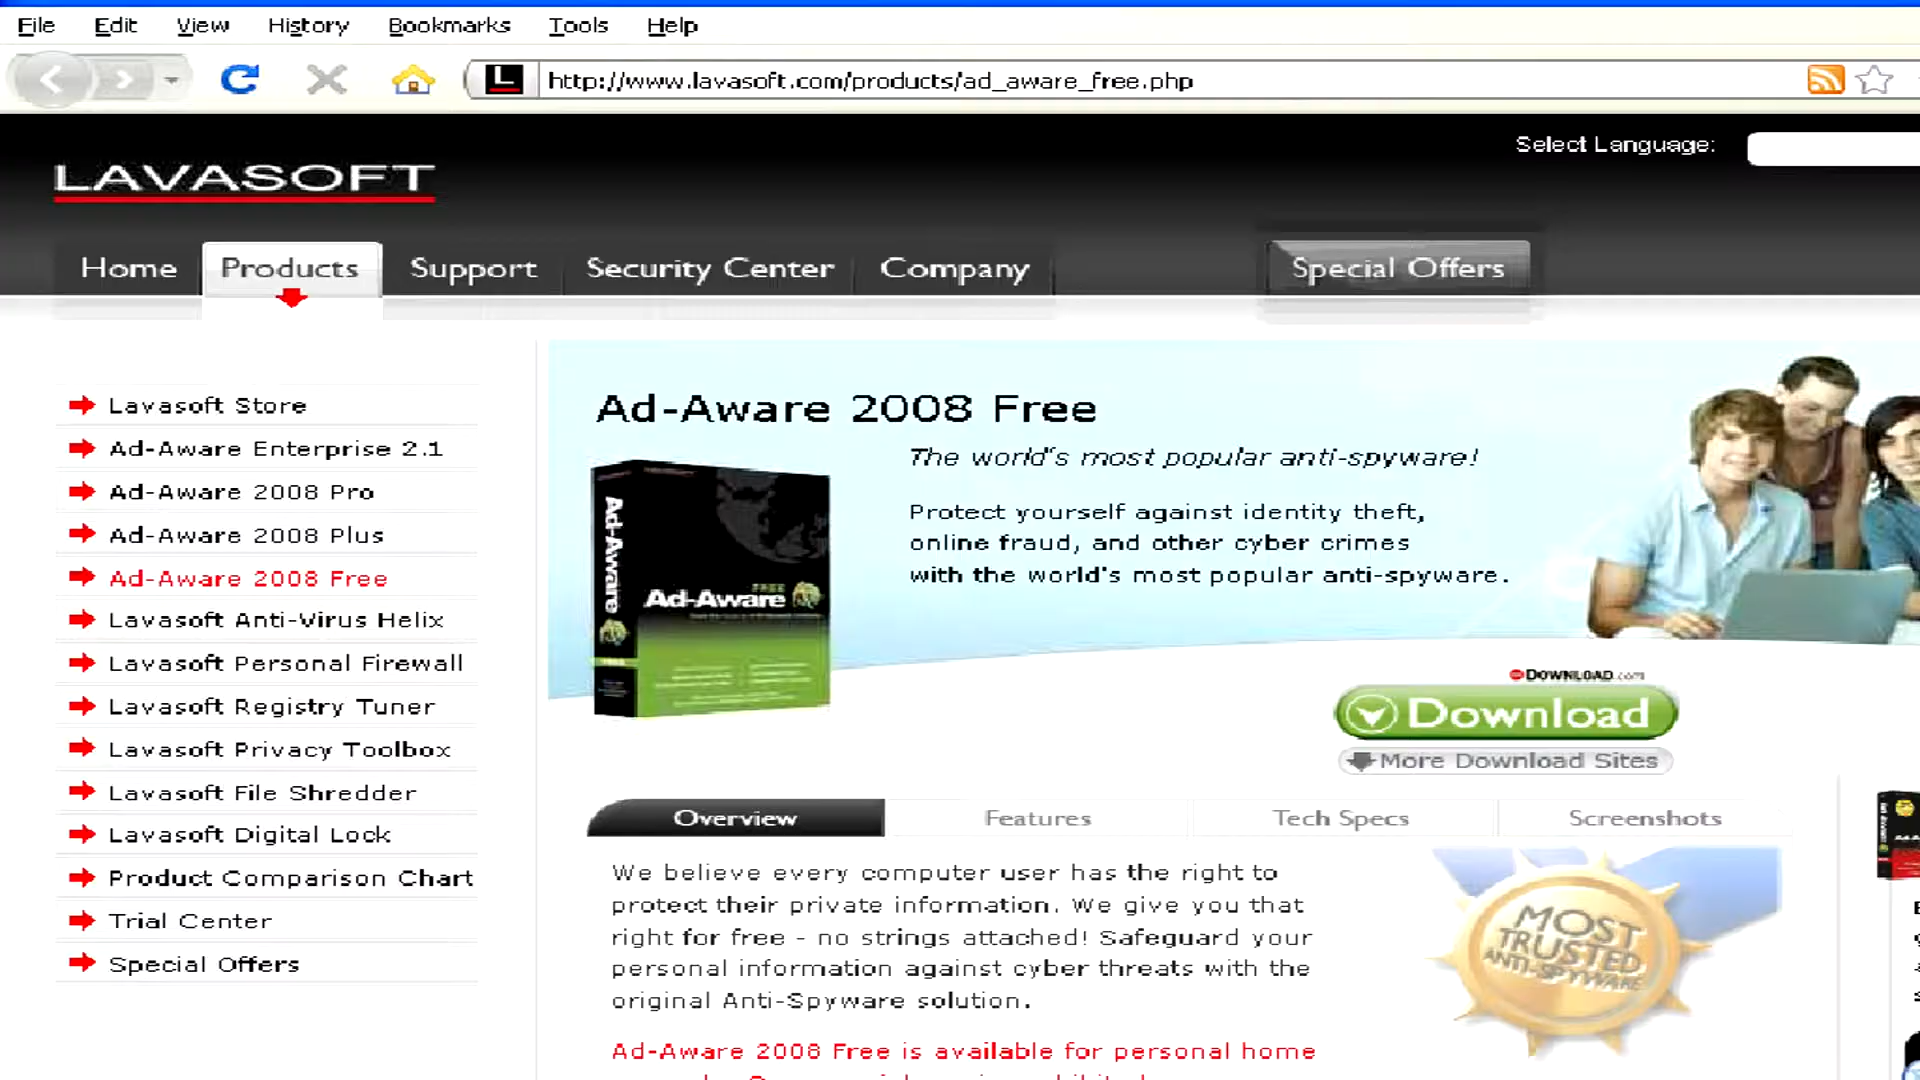 File Edit View History Bookmarks Tools Help
L http://www.lavasoft.com/products/ad_aware_free.php
Select Language:
LAVASOFT
Home Products Support Security Center Company Special Offers
Lavasoft Store
Ad-Aware Enterprise 2.1
Ad-Aware 2008 Pro
Ad-Aware 2008 Plus
Ad-Aware 2008 Free
Lavasoft Anti-Virus Helix
Lavasoft Personal Firewall
Lavasoft Registry Tuner
Lavasoft Privacy Toolbox
Lavasoft File Shredder
Lavasoft Digital Lock
Product Comparison Chart
Trial Center
Special Offers
Ad-Aware 2008 Free
The world's most popular anti-spyware!
Protect yourself against identity theft,
online fraud, and other cyber crimes
with the world's most popular anti-spyware.
Ad-Aware
FREE
Ad-Aware
DOWNLOAD.com
Download
More Download Sites
Overview Features Tech Specs Screenshots
We believe every computer user has the right to
protect their private information. We give you that
right for free - no strings attached! Safeguard your
personal information against cyber threats with the
original Anti-Spyware solution.
MOST
TRUSTED
ANTI-SPYWARE
Ad-Aware 2008 Free is available for personal home